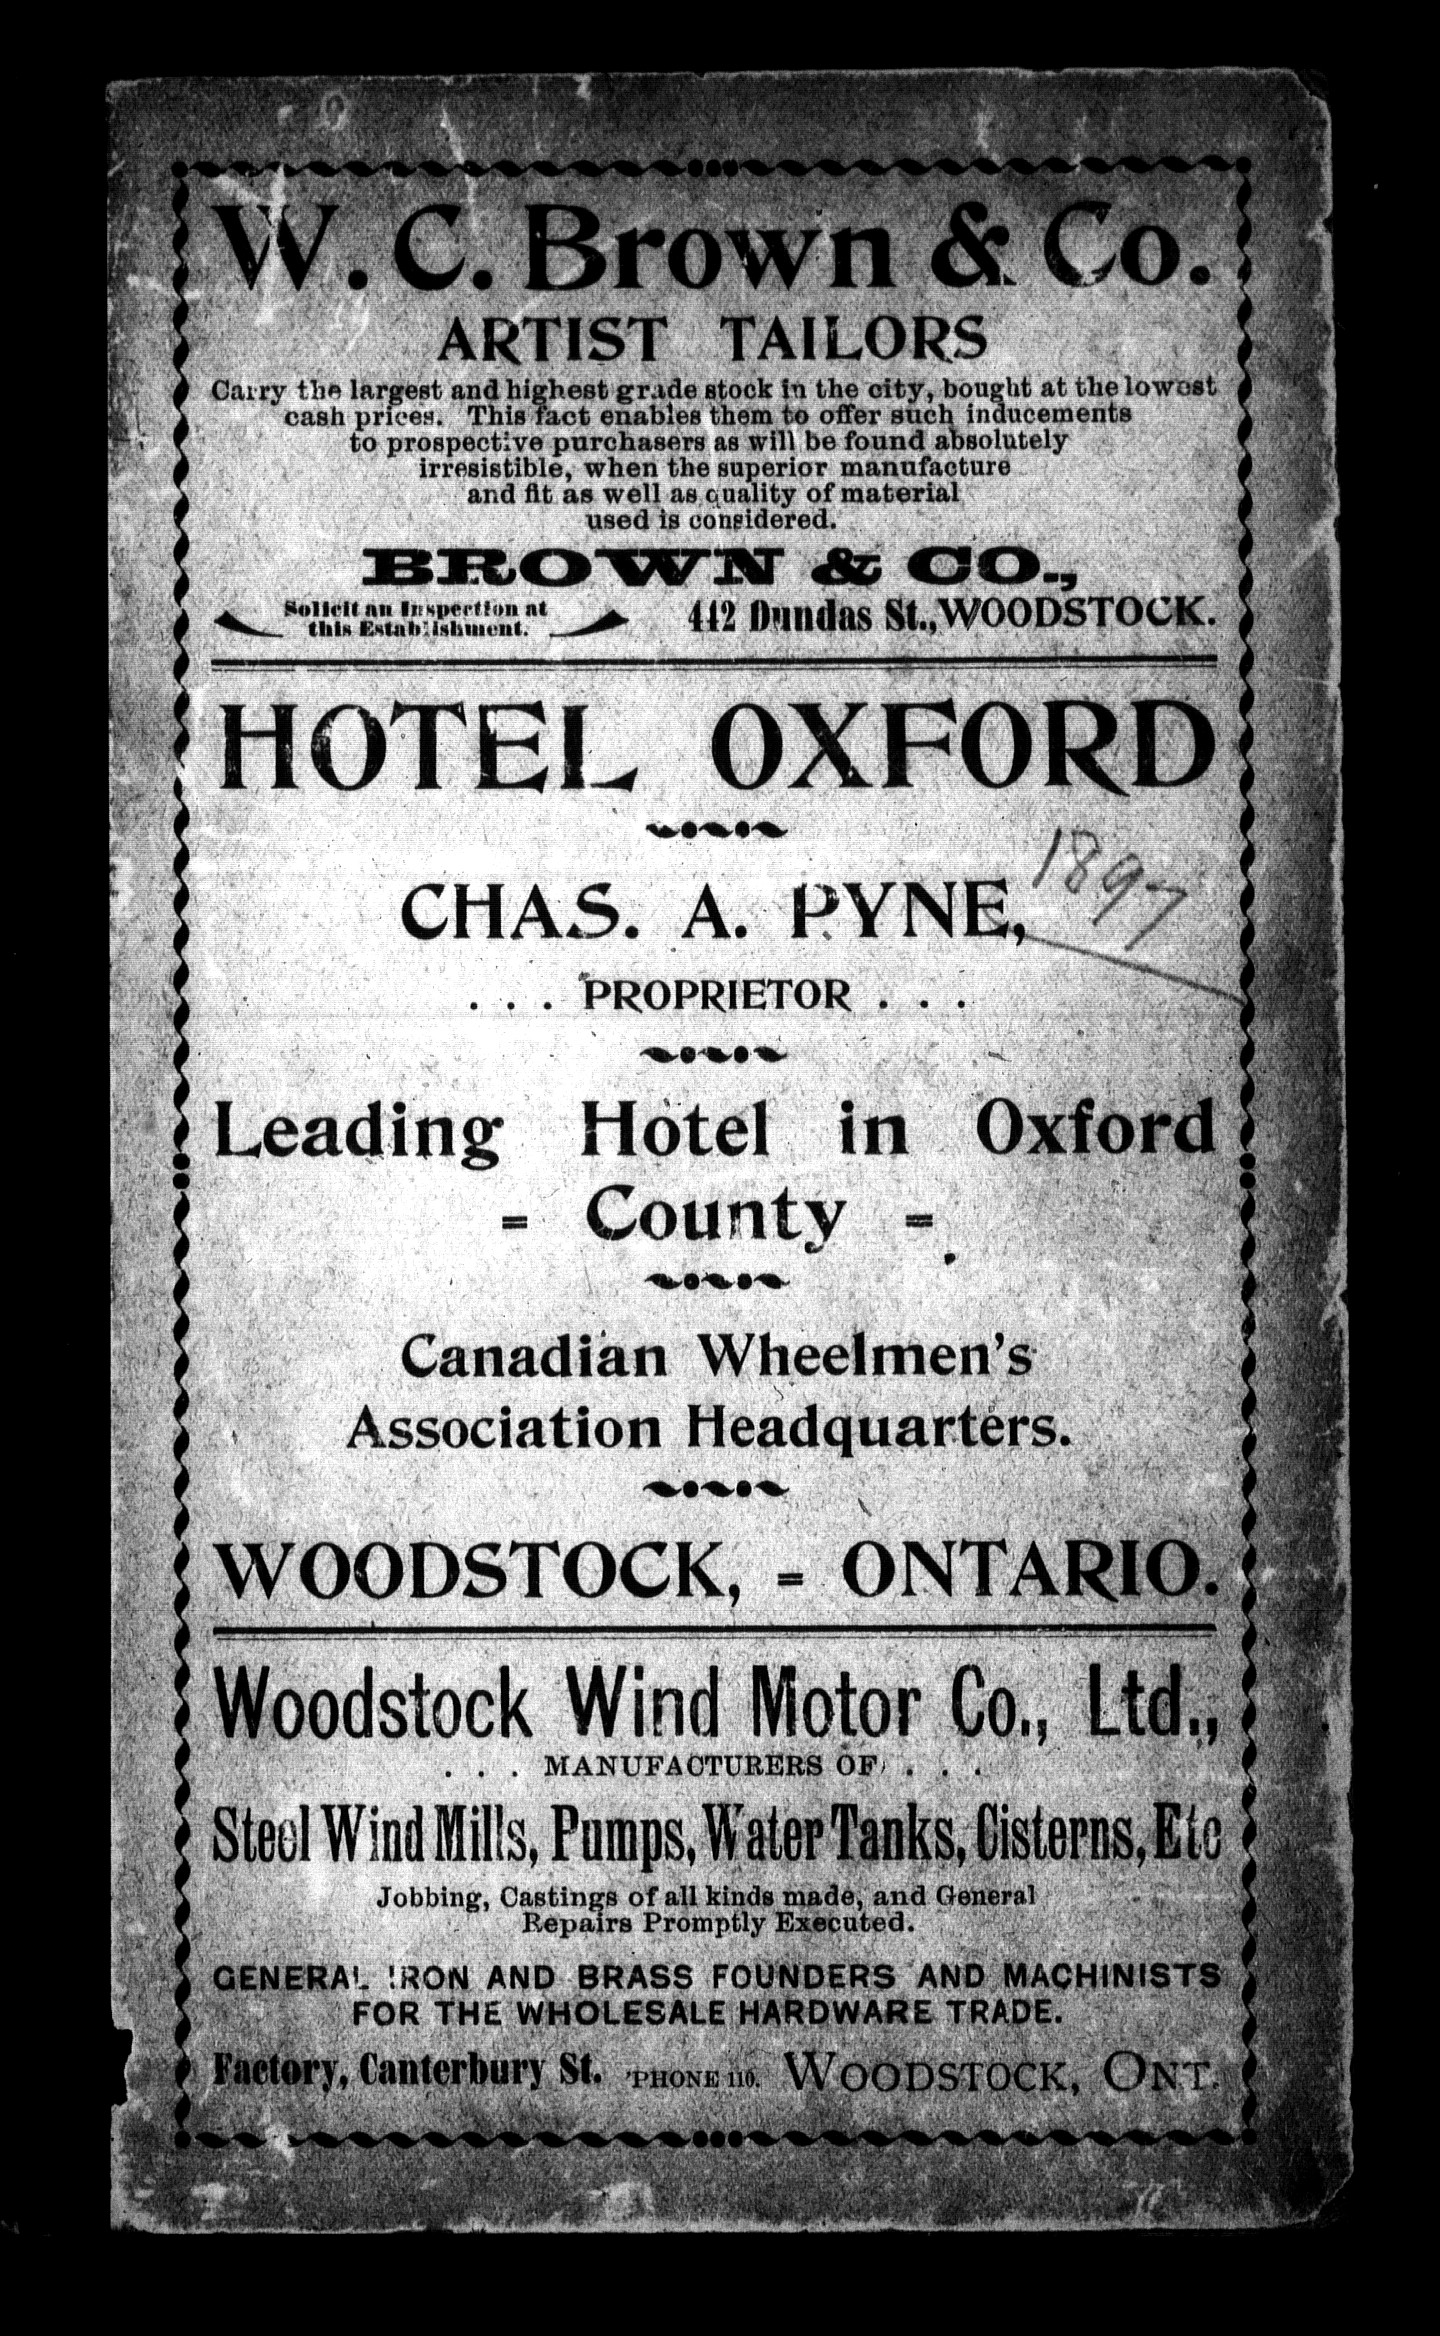 W. C. Brown & Co.
ARTIST TAILORS
Carry the largest and highest grade stock in the city, bought at the lowest
cash prices. This fact enables them to offer such inducements
to prospective purchasers as will be found absolutely
irresistible, when the superior manufacture
and fit as well as quality of material
used is considered.
BROWN & CO.,
Solicit an Inspection at
this Establishment.
442 Dundas St., WOODSTOCK.
HOTEL OXFORD
1897
CHAS. A. PYNE,
. . . PROPRIETOR . . .
Leading Hotel in Oxford
= County =
Canadian Wheelmen's
Association Headquarters.
WOODSTOCK, = ONTARIO.
Woodstock Wind Motor Co., Ltd.,
. . . MANUFACTURERS OF . . .
Steel Wind Mills, Pumps, Water Tanks, Cisterns, Etc
Jobbing, Castings of all kinds made, and General
Repairs Promptly Executed.
GENERAL IRON AND BRASS FOUNDERS AND MACHINISTS
FOR THE WHOLESALE HARDWARE TRADE.
Factory, Canterbury St. 'PHONE 110. WOODSTOCK, ONT.